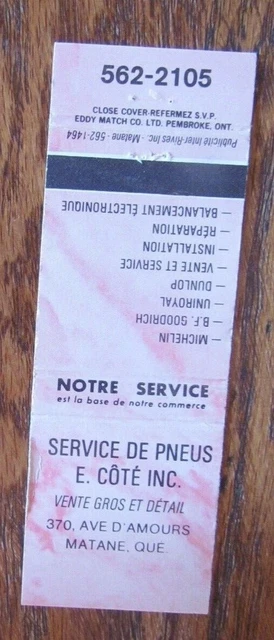 562-2105
CLOSE COVER-REFERMEZ S.V.P.
EDDY MATCH CO. LTD. PEMBROKE, ONT.
Publicité Inter-Rives Inc. - Matane - 562-1464
— MICHELIN
— B.F. GOODRICH
— UNIROYAL
— DUNLOP
— VENTE ET SERVICE
— INSTALLATION
— RÉPARATION
— BALANCEMENT ÉLECTRONIQUE
NOTRE SERVICE
est la base de notre commerce
SERVICE DE PNEUS
E. CÔTÉ INC.
VENTE GROS ET DÉTAIL
370, AVE D'AMOURS
MATANE, QUE.